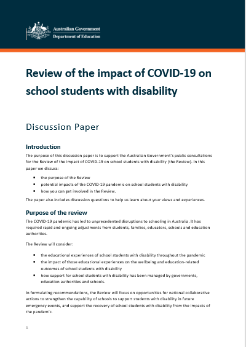 Australian Government
Department of Education
Review of the impact of COVID-19 on
school students with disability
Discussion Paper
Introduction
The purpose of this discussion paper is to support the Australian Government's public consultations
for the Review of the impact of COVID-19 on school students with disability (the Review). In this
paper we discuss:
• the purpose of the Review
• potential impacts of the COVID-19 pandemic on school students with disability
• how you can get involved in the Review.
The paper also includes discussion questions to help us learn about your views and experiences.
Purpose of the review
The COVID-19 pandemic has led to unprecedented disruptions to schooling in Australia. It has
required rapid and ongoing adjustments from students, families, educators, schools and education
authorities.
The Review will consider:
• the educational experiences of school students with disability throughout the pandemic
• the impact of those educational experiences on the wellbeing and education-related
outcomes of school students with disability
• how support for school students with disability has been managed by governments,
education authorities and schools.
In formulating recommendations, the Review will focus on opportunities for national collaborative
actions to strengthen the capability of schools to support students with disability in future
emergency events, and support the recovery of school students with disability from the impacts of
the pandemic.